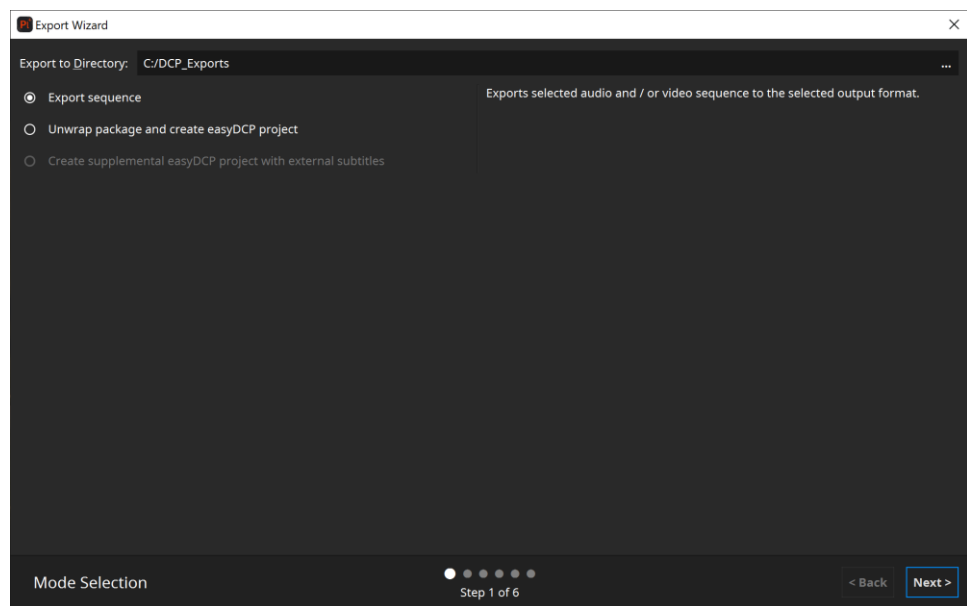 Pl Export Wizard
Export to Directory: C:/DCP_Exports ...
Export sequence
Exports selected audio and / or video sequence to the selected output format.
Unwrap package and create easyDCP project
Create supplemental easyDCP project with external subtitles
Mode Selection
Step 1 of 6
< Back Next >